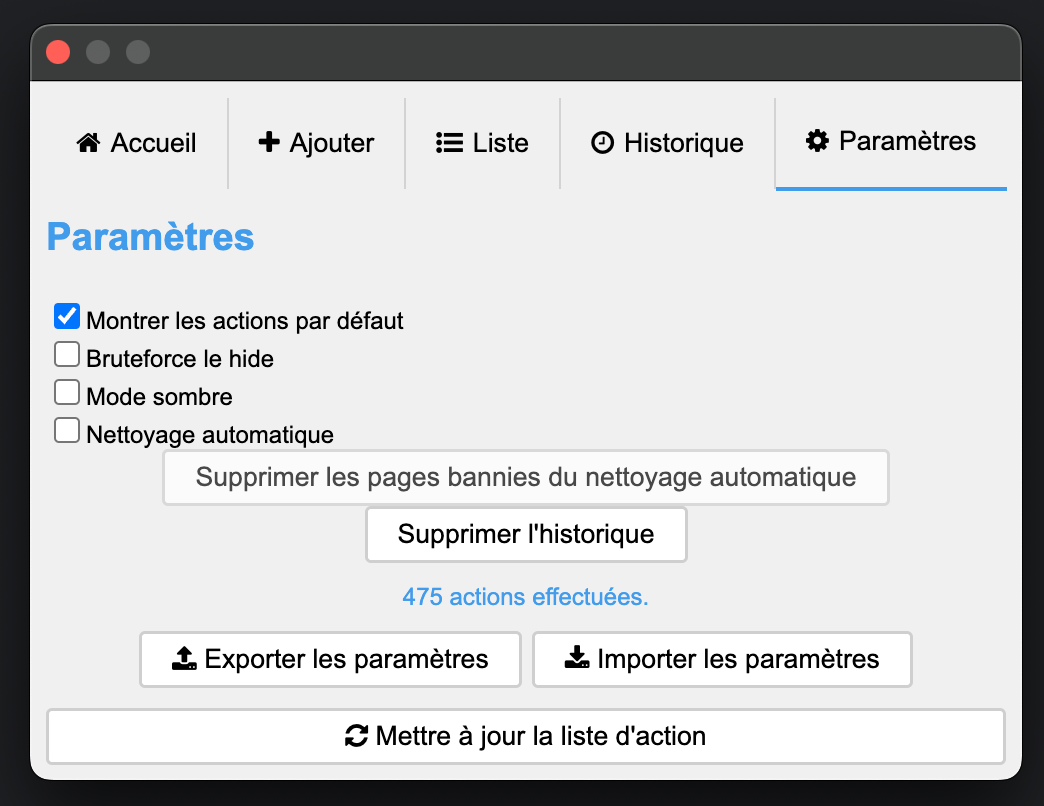 Accueil Ajouter Liste Historique Paramètres
Paramètres
Montrer les actions par défaut
Bruteforce le hide
Mode sombre
Nettoyage automatique
Supprimer les pages bannies du nettoyage automatique
Supprimer l'historique
475 actions effectuées.
Exporter les paramètres Importer les paramètres
Mettre à jour la liste d'action